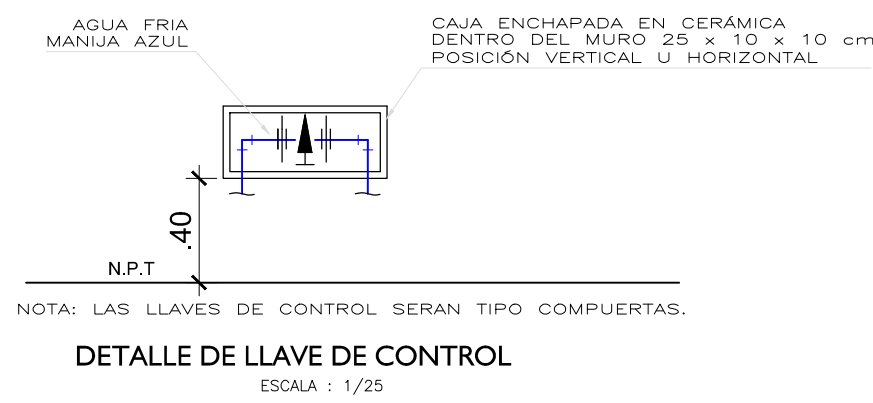 AGUA FRIA
MANIJA AZUL
CAJA ENCHAPADA EN CERÁMICA
DENTRO DEL MURO 25 x 10 x 10 cm
POSICIÓN VERTICAL U HORIZONTAL
.40
N.P.T
NOTA: LAS LLAVES DE CONTROL SERAN TIPO COMPUERTAS.
DETALLE DE LLAVE DE CONTROL
ESCALA : 1/25